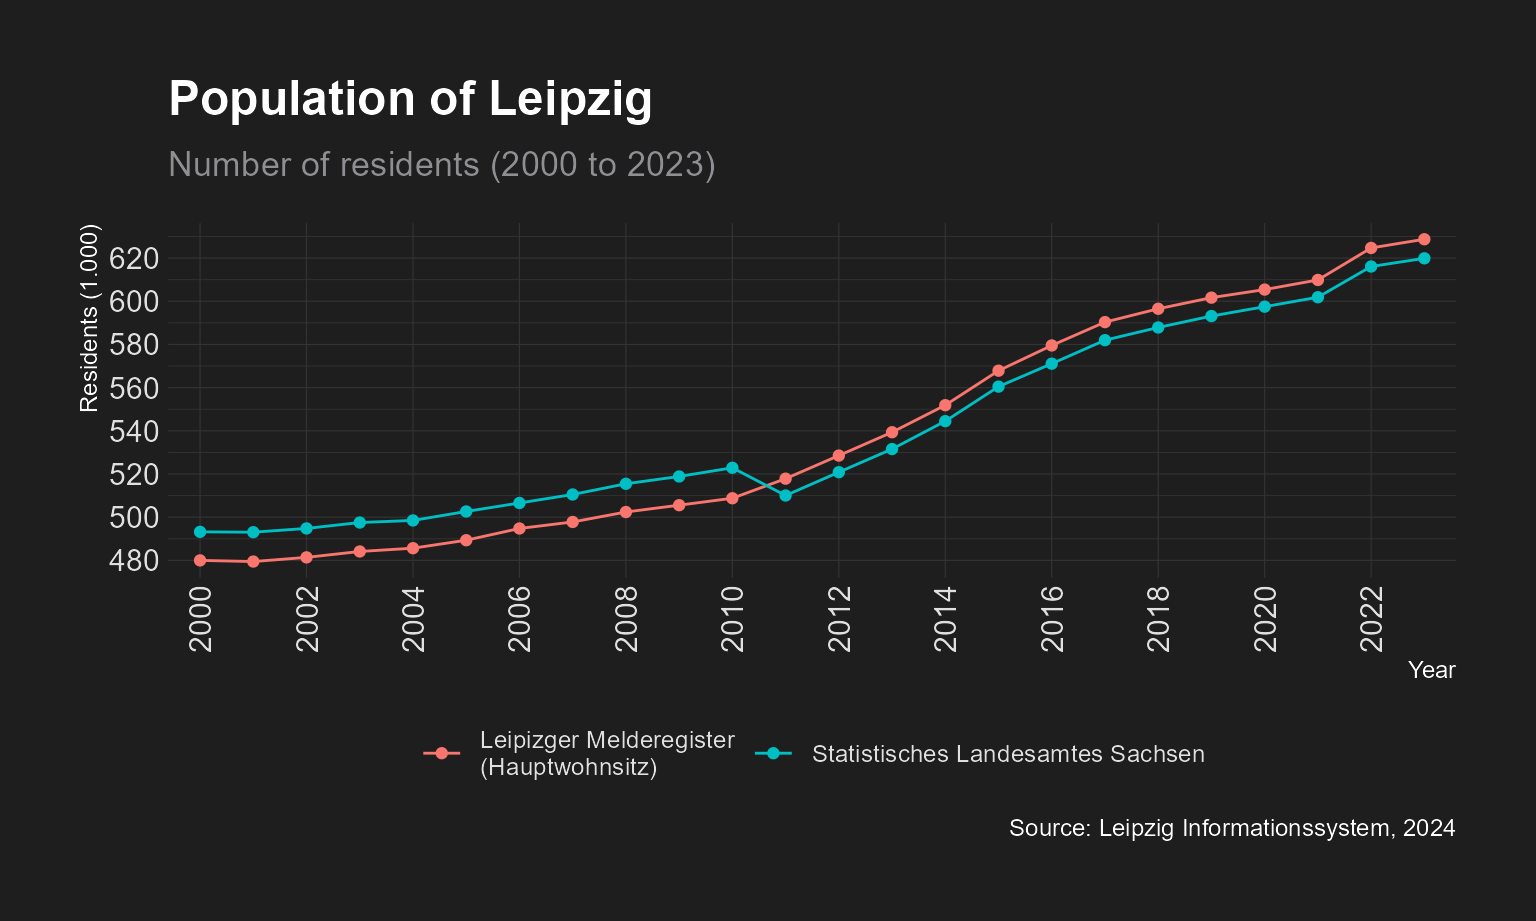 Population of Leipzig
Number of residents (2000 to 2023)
Residents (1.000)
620
600
580
560
540
520
500
480
2000 2002 2004 2006 2008 2010 2012 2014 2016 2018 2020 2022
Year
Leipizger Melderegister
(Hauptwohnsitz)
Statistisches Landesamtes Sachsen
Source: Leipzig Informationssystem, 2024